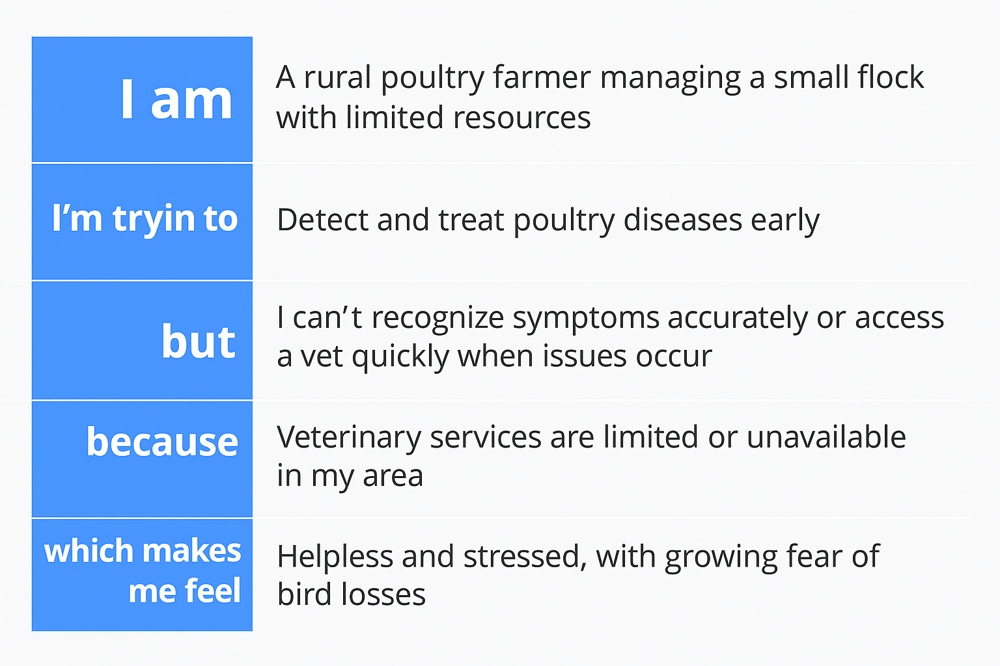 I am
A rural poultry farmer managing a small flock
with limited resources
I’m tryin to
Detect and treat poultry diseases early
but
I can’t recognize symptoms accurately or access
a vet quickly when issues occur
because
Veterinary services are limited or unavailable
in my area
which makes
me feel
Helpless and stressed, with growing fear of
bird losses